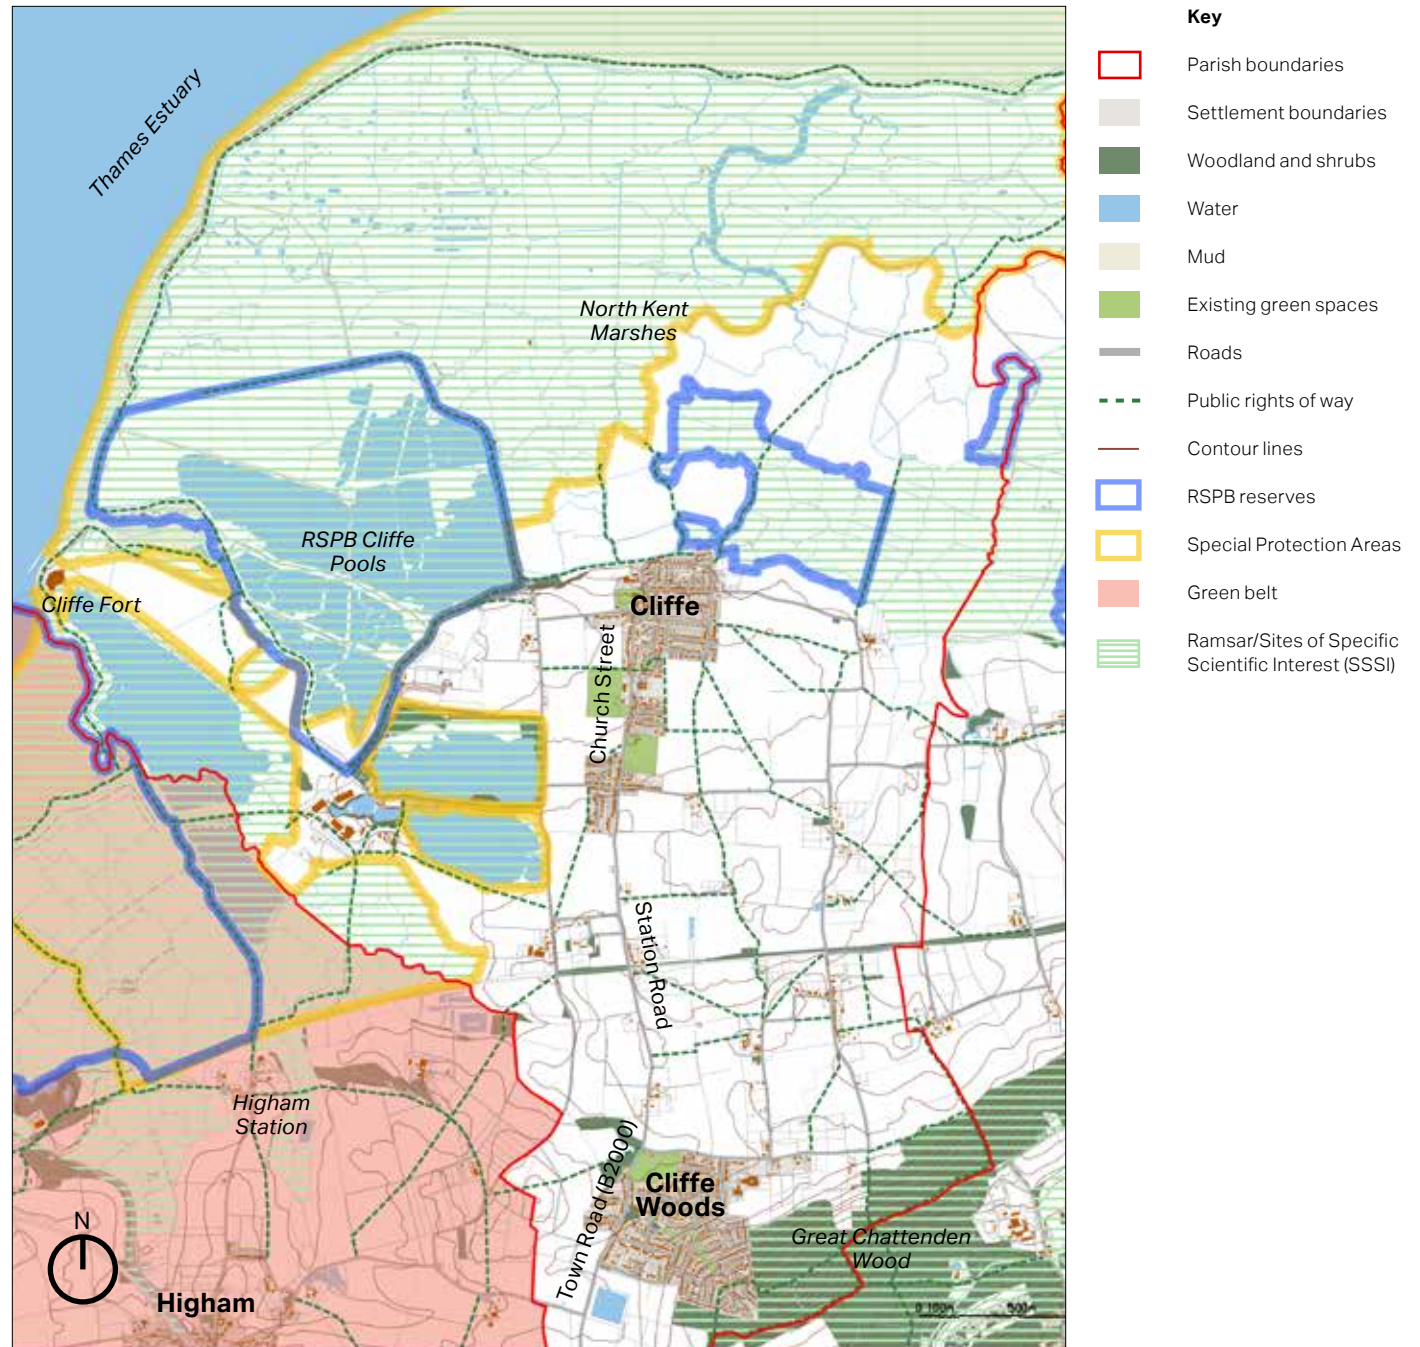 Thames Estuary
North Kent
Marshes
RSPB Cliffe
Pools
Cliffe Fort
Cliffe
Church Street
Station Road
Higham
Station
Town Road (B2000)
Cliffe
Woods
Great Chattenden
Wood
N
Higham
0 100m 500m
Key
Parish boundaries
Settlement boundaries
Woodland and shrubs
Water
Mud
Existing green spaces
Roads
Public rights of way
Contour lines
RSPB reserves
Special Protection Areas
Green belt
Ramsar/Sites of Specific
Scientific Interest (SSSI)